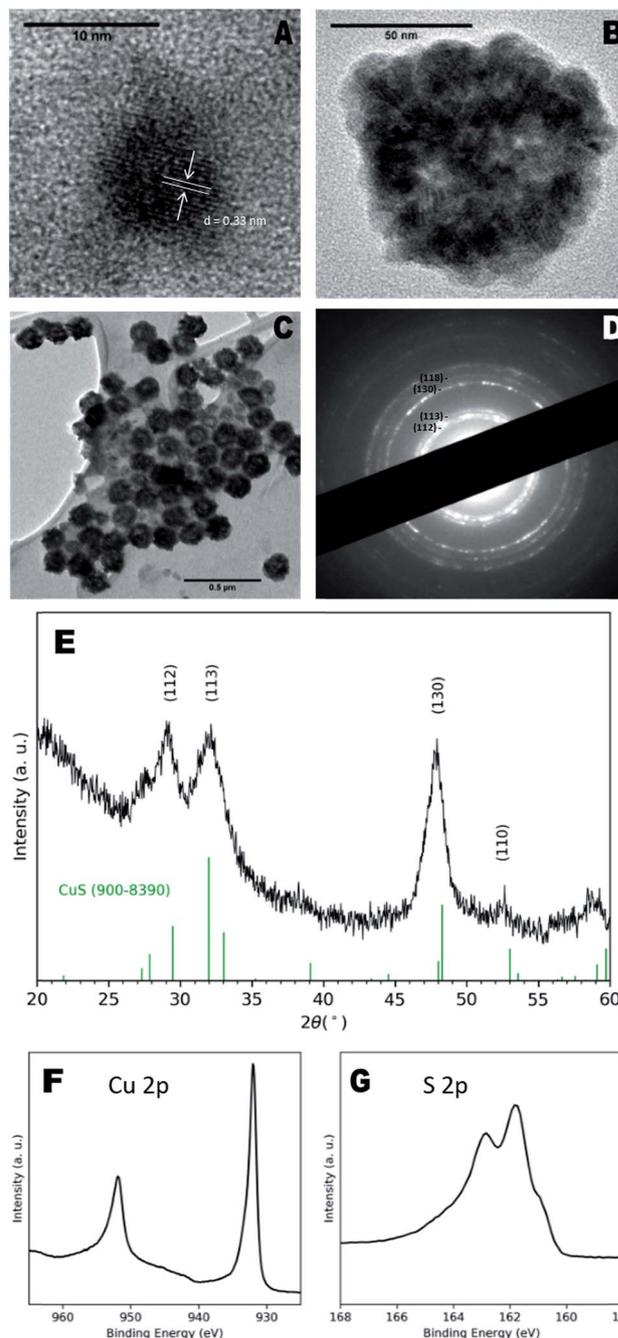 10 nm
A
d = 0.33 nm
50 nm
B
C
0.5 µm
D
(118)-
(130)-
(113)-
(112)-
E
(112)
(113)
(130)
(110)
Intensity (a. u.)
CuS (900-8390)
20 25 30 35 40 45 50 55 60
2θ(°)
F
Cu 2p
Intensity (a. u.)
960 950 940 930
Binding Energy (eV)
G
S 2p
Intensity (a. u.)
168 166 164 162 160
Binding Energy (eV)